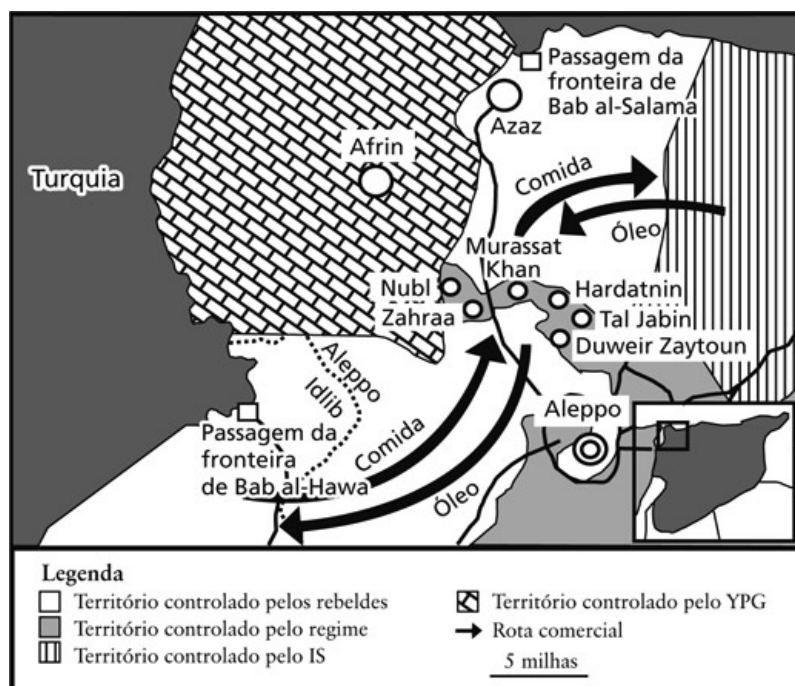 Passagem da
fronteira de
Bab al-Salama
Azaz
Afrin
Turquia
Comida
Óleo
Murassat
Khan
Nubl
Zahraa
Hardatnin
Tal Jabin
Duweir Zaytoun
Aleppo
Idlib
Aleppo
Passagem da
fronteira
de Bab al-Hawa
Comida
Óleo
Legenda
Território controlado pelos rebeldes
Território controlado pelo regime
Território controlado pelo IS
Território controlado pelo YPG
Rota comercial
5 milhas